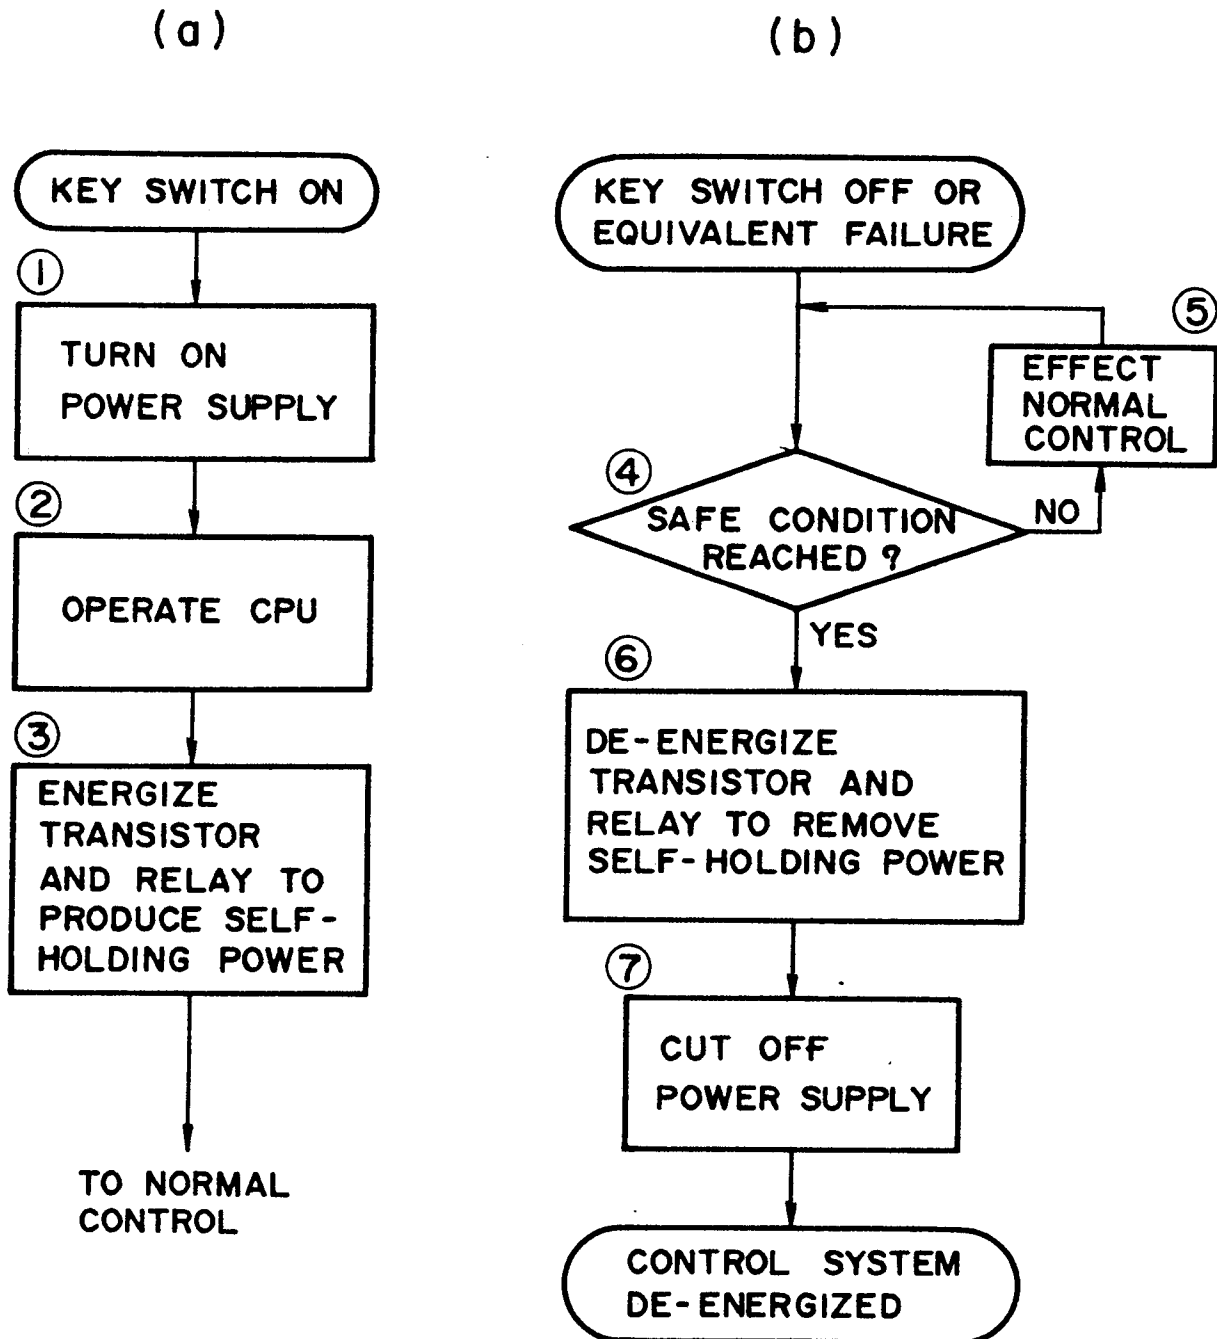 (a)
KEY SWITCH ON
①
TURN ON
POWER SUPPLY
②
OPERATE CPU
③
ENERGIZE
TRANSISTOR
AND RELAY TO
PRODUCE SELF-
HOLDING POWER
TO NORMAL
CONTROL
(b)
KEY SWITCH OFF OR
EQUIVALENT FAILURE
⑤
EFFECT
NORMAL
CONTROL
④
SAFE CONDITION
REACHED?
NO
YES
⑥
DE-ENERGIZE
TRANSISTOR AND
RELAY TO REMOVE
SELF-HOLDING POWER
⑦
CUT OFF
POWER SUPPLY
CONTROL SYSTEM
DE-ENERGIZED